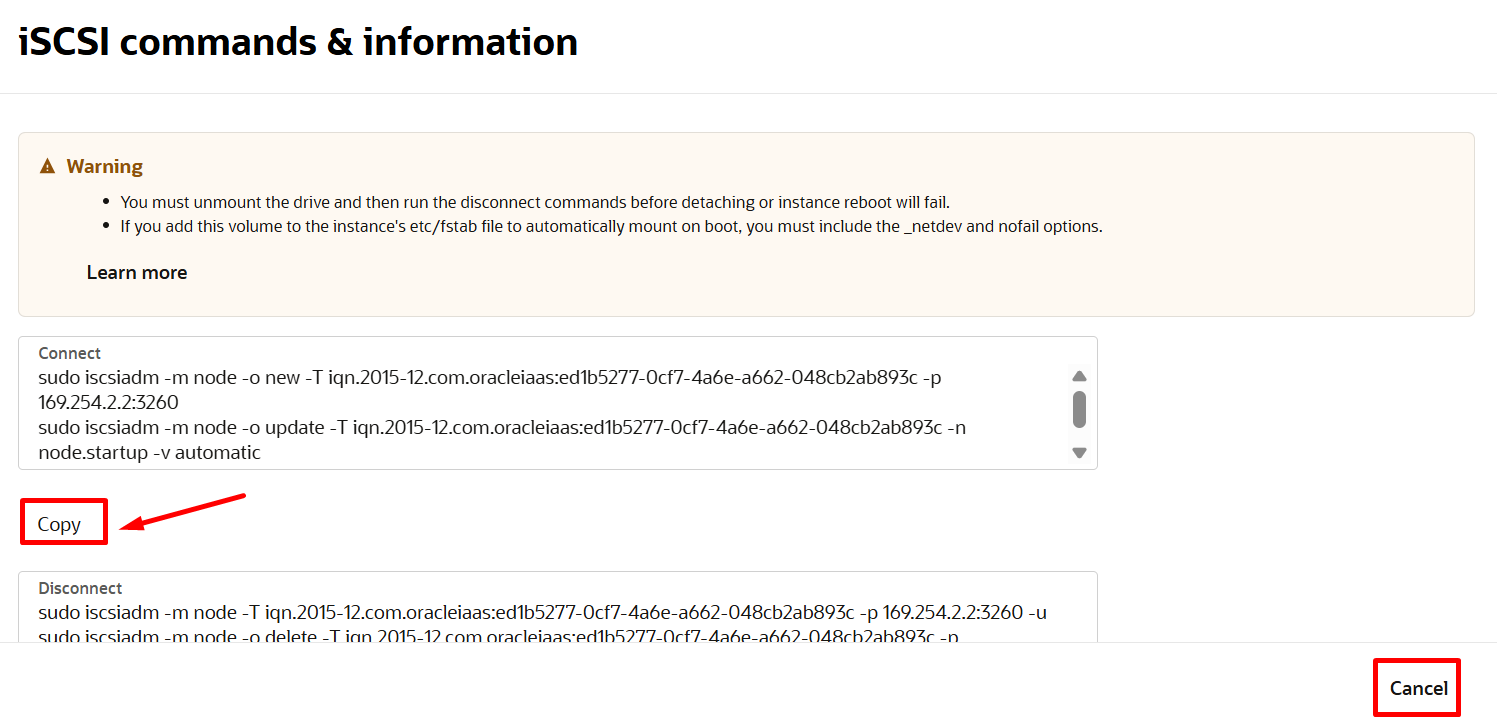 iSCSI commands & information
Warning
You must unmount the drive and then run the disconnect commands before detaching or instance reboot will fail.
If you add this volume to the instance's etc/fstab file to automatically mount on boot, you must include the _netdev and nofail options.
Learn more
Connect
sudo iscsiadm -m node -o new -T iqn.2015-12.com.oracleiaas:ed1b5277-0cf7-4a6e-a662-048cb2ab893c -p
169.254.2.2:3260
sudo iscsiadm -m node -o update -T iqn.2015-12.com.oracleiaas:ed1b5277-0cf7-4a6e-a662-048cb2ab893c -n
node.startup -v automatic
Copy
Disconnect
sudo iscsiadm -m node -T iqn.2015-12.com.oracleiaas:ed1b5277-0cf7-4a6e-a662-048cb2ab893c -p 169.254.2.2:3260 -u
sudo iscsiadm -m node -o delete -T iqn.2015-12.com.oracleiaas:ed1b5277-0cf7-4a6e-a662-048cb2ab893c -p
Cancel